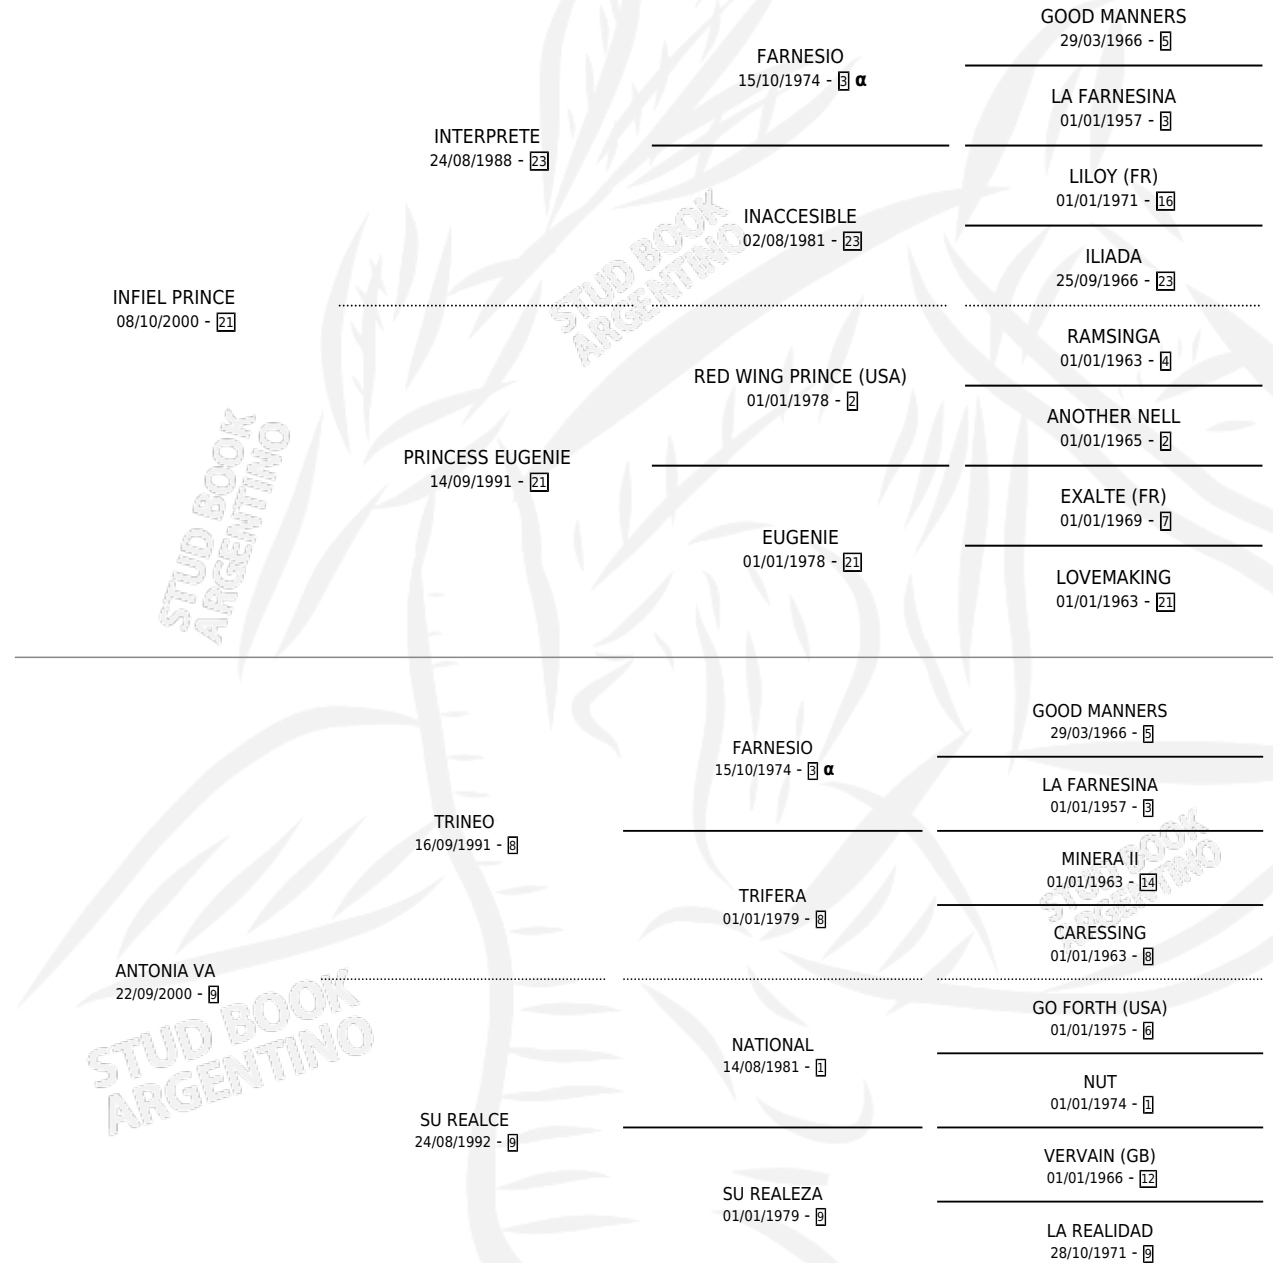 GOOD MANNERS
29/03/1966 - 5
FARNESIO
15/10/1974 - 3 α
LA FARNESINA
01/01/1957 - 3
INTERPRETE
24/08/1988 - 23
LILOY (FR)
01/01/1971 - 16
INACCESIBLE
02/08/1981 - 23
ILIADA
25/09/1966 - 23
INFIEL PRINCE
08/10/2000 - 21
RAMSINGA
01/01/1963 - 4
RED WING PRINCE (USA)
01/01/1978 - 2
ANOTHER NELL
01/01/1965 - 2
PRINCESS EUGENIE
14/09/1991 - 21
EXALTE (FR)
01/01/1969 - 7
EUGENIE
01/01/1978 - 21
LOVEMAKING
01/01/1963 - 21
STUD BOOK
ARGENTINO
STUD BOOK
ARGENTINO
GOOD MANNERS
29/03/1966 - 5
FARNESIO
15/10/1974 - 3 α
LA FARNESINA
01/01/1957 - 3
TRINEO
16/09/1991 - 8
MINERA II
01/01/1963 - 14
TRIFERA
01/01/1979 - 8
CARESSING
01/01/1963 - 8
ANTONIA VA
22/09/2000 - 9
GO FORTH (USA)
01/01/1975 - 6
NATIONAL
14/08/1981 - 1
NUT
01/01/1974 - 1
SU REALCE
24/08/1992 - 9
VERVAIN (GB)
01/01/1966 - 12
SU REALEZA
01/01/1979 - 9
LA REALIDAD
28/10/1971 - 9
STUD BOOK
ARGENTINO
STUD BOOK
ARGENTINO